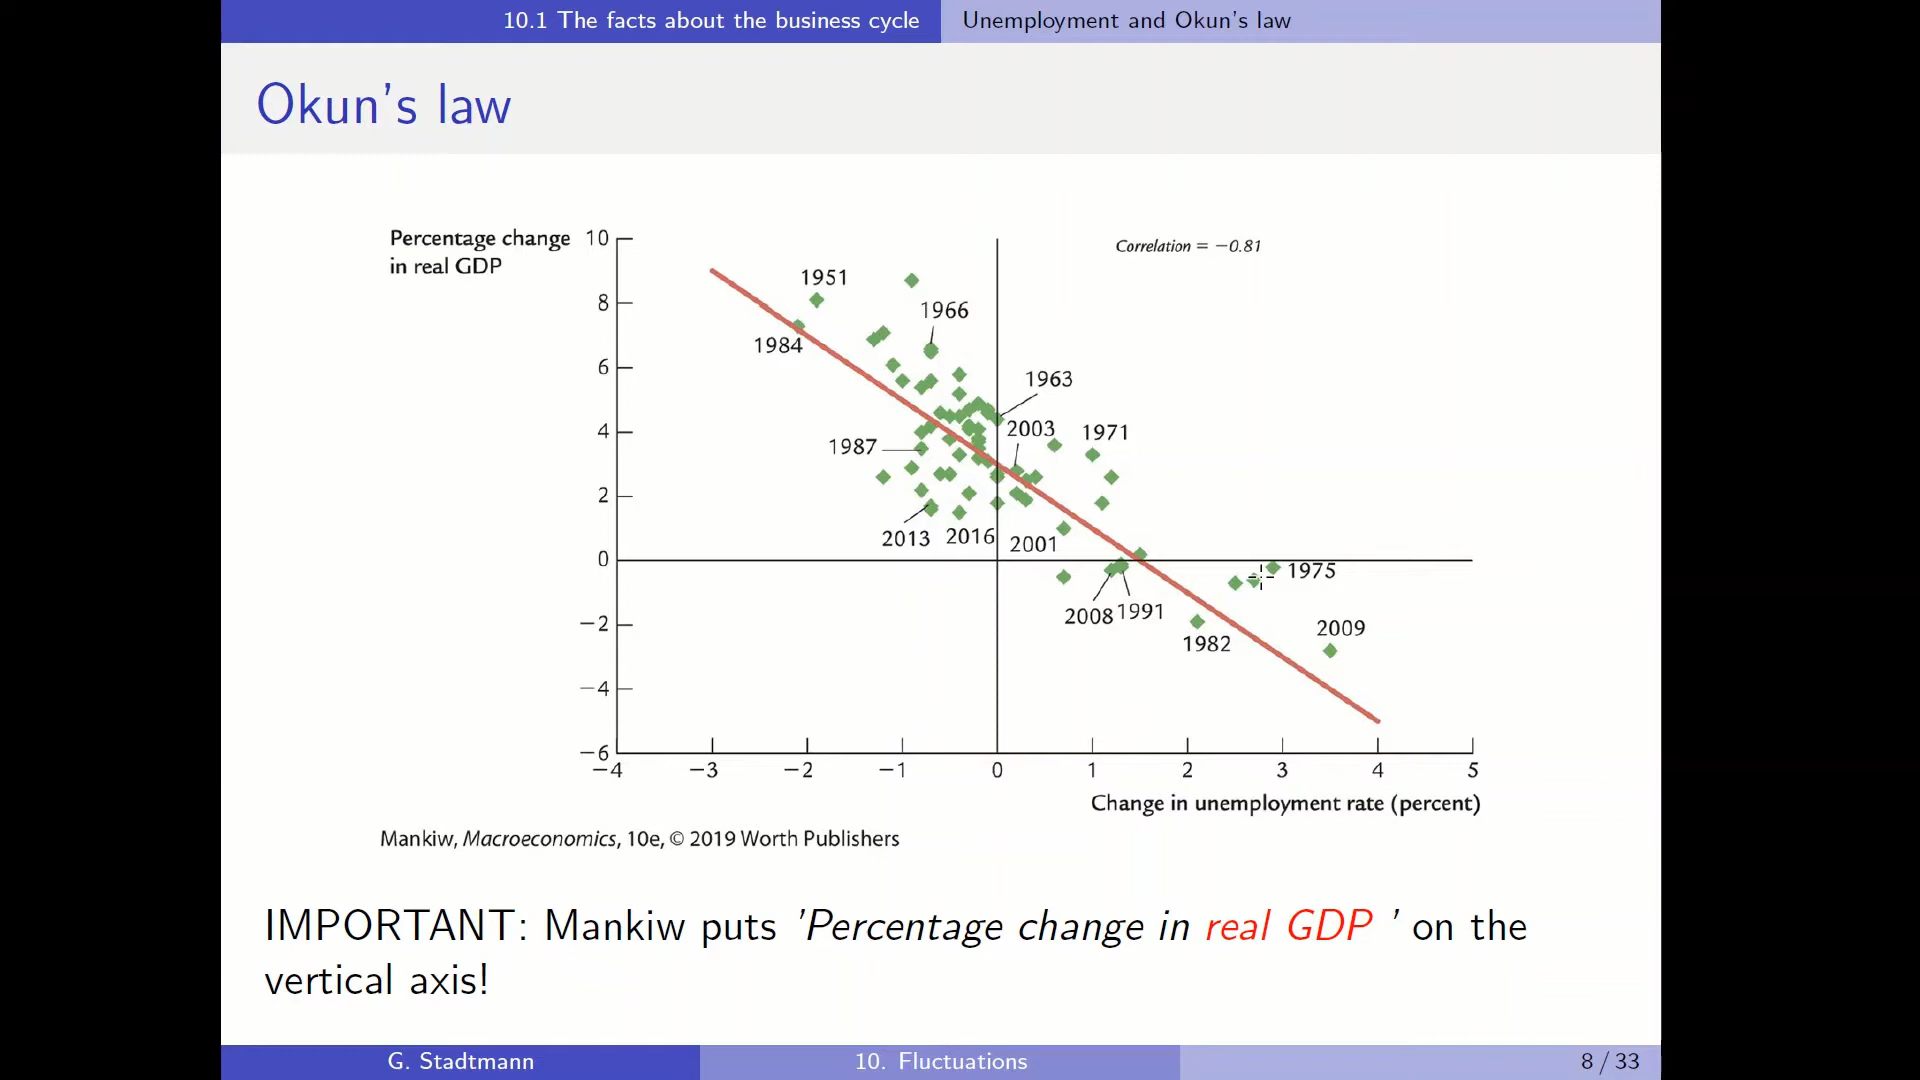 10.1 The facts about the business cycle
Unemployment and Okun's law
Okun's law
Percentage change
in real GDP
Correlation = −0.81
10
8
6
4
2
0
−2
−4
−6
1951
1966
1984
1963
2003
1971
1987
2013
2016
2001
1975
2008
1991
1982
2009
−4
−3
−2
−1
0
1
2
3
4
5
Change in unemployment rate (percent)
Mankiw, Macroeconomics, 10e, © 2019 Worth Publishers
IMPORTANT: Mankiw puts 'Percentage change in real GDP ' on the
vertical axis!
G. Stadtmann
10. Fluctuations
8 / 33